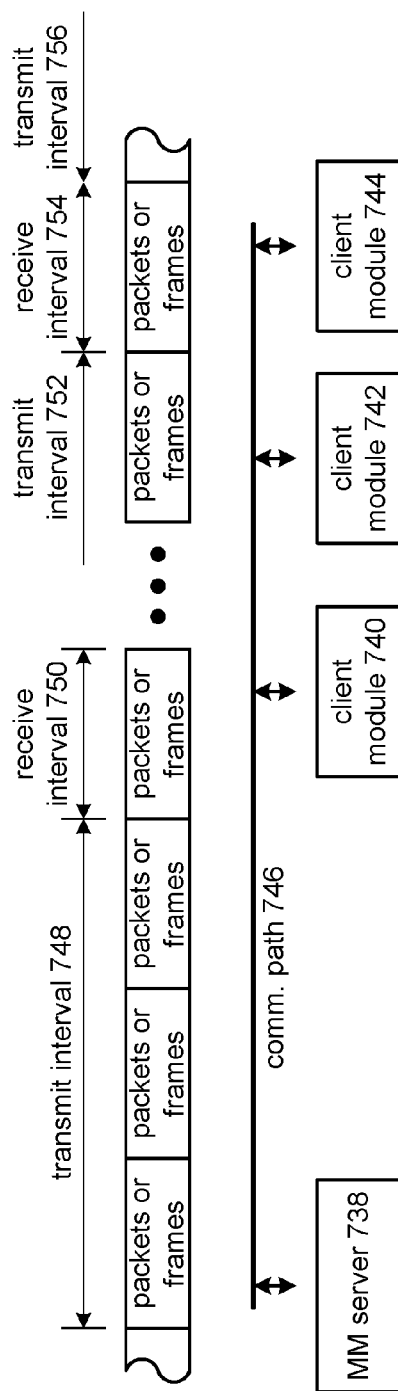 transmit interval 748
receive
interval 750
transmit
interval 752
receive
interval 754
transmit
interval 756
packets or
frames
packets or
frames
packets or
frames
packets or
frames
packets or
frames
packets or
frames
comm. path 746
MM server 738
client
module 740
client
module 742
client
module 744